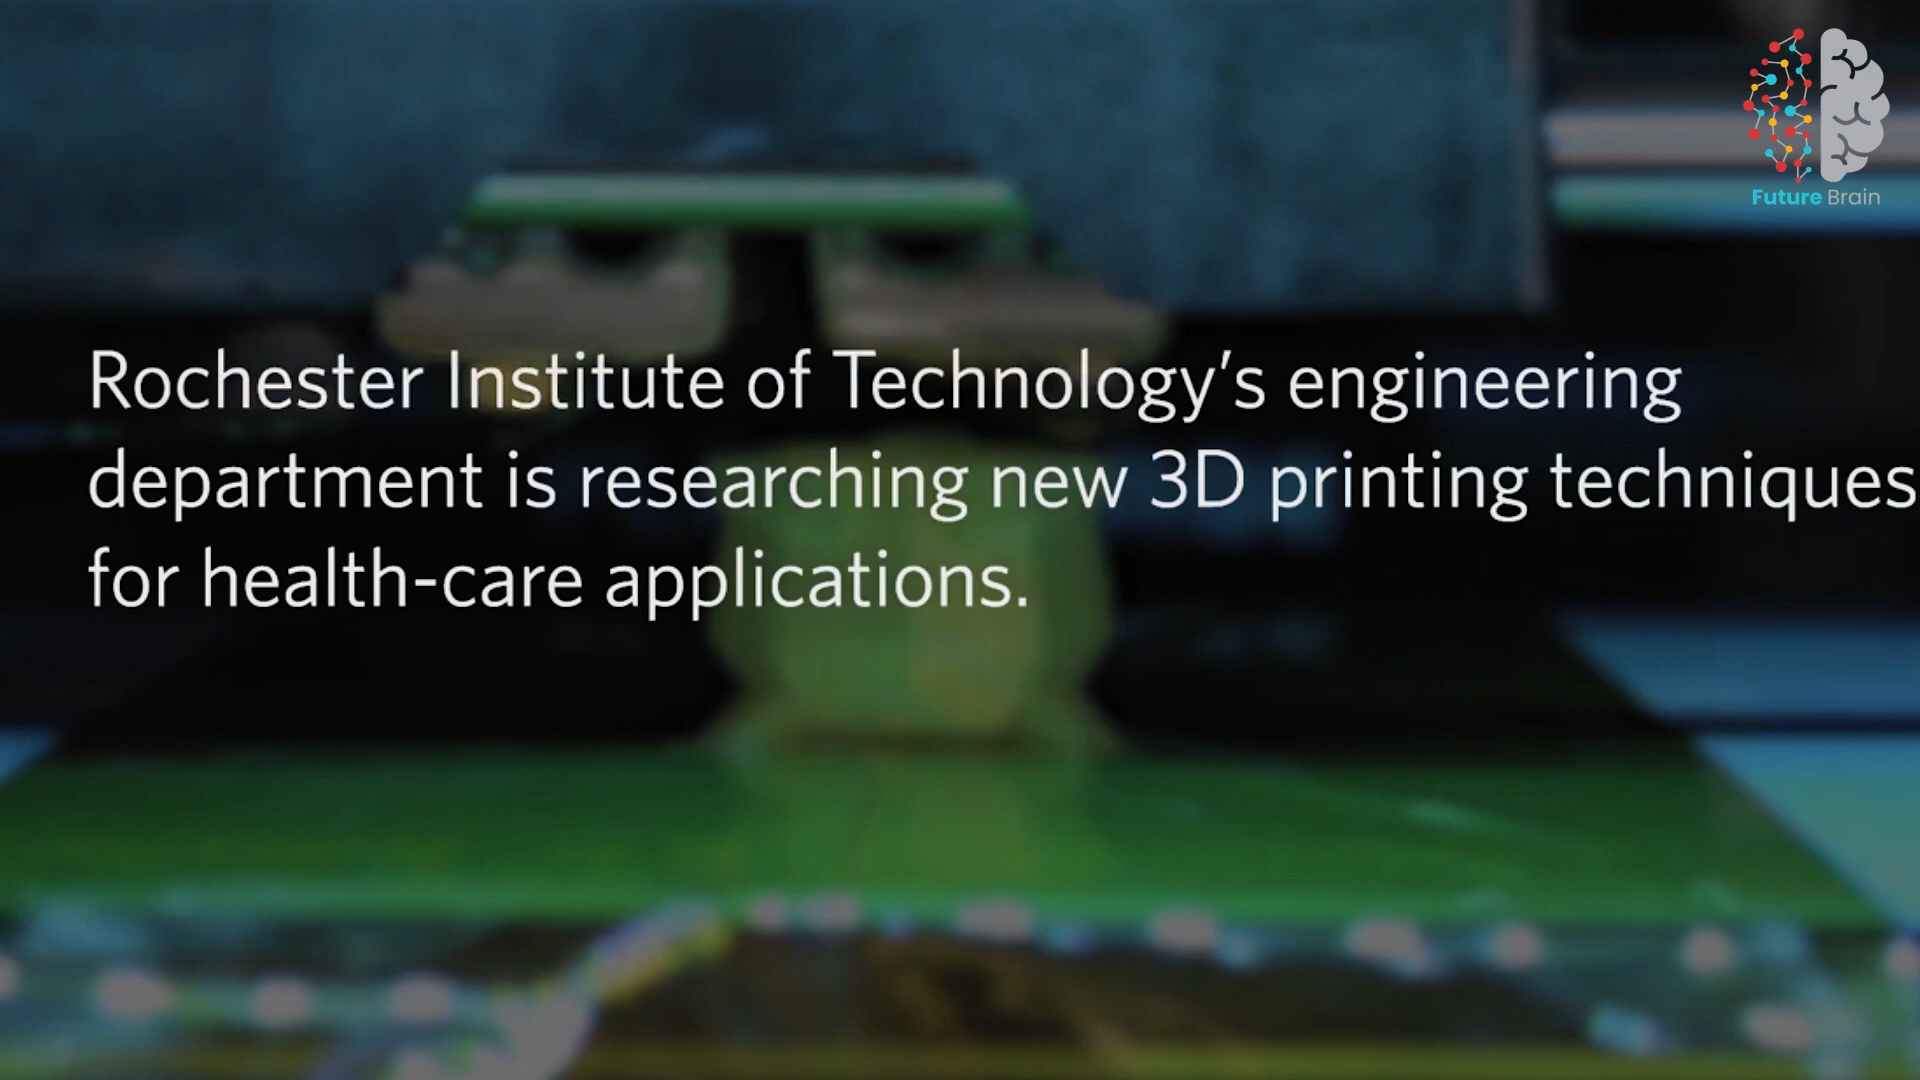 Future Brain
Rochester Institute of Technology’s engineering
department is researching new 3D printing techniques
for health-care applications.